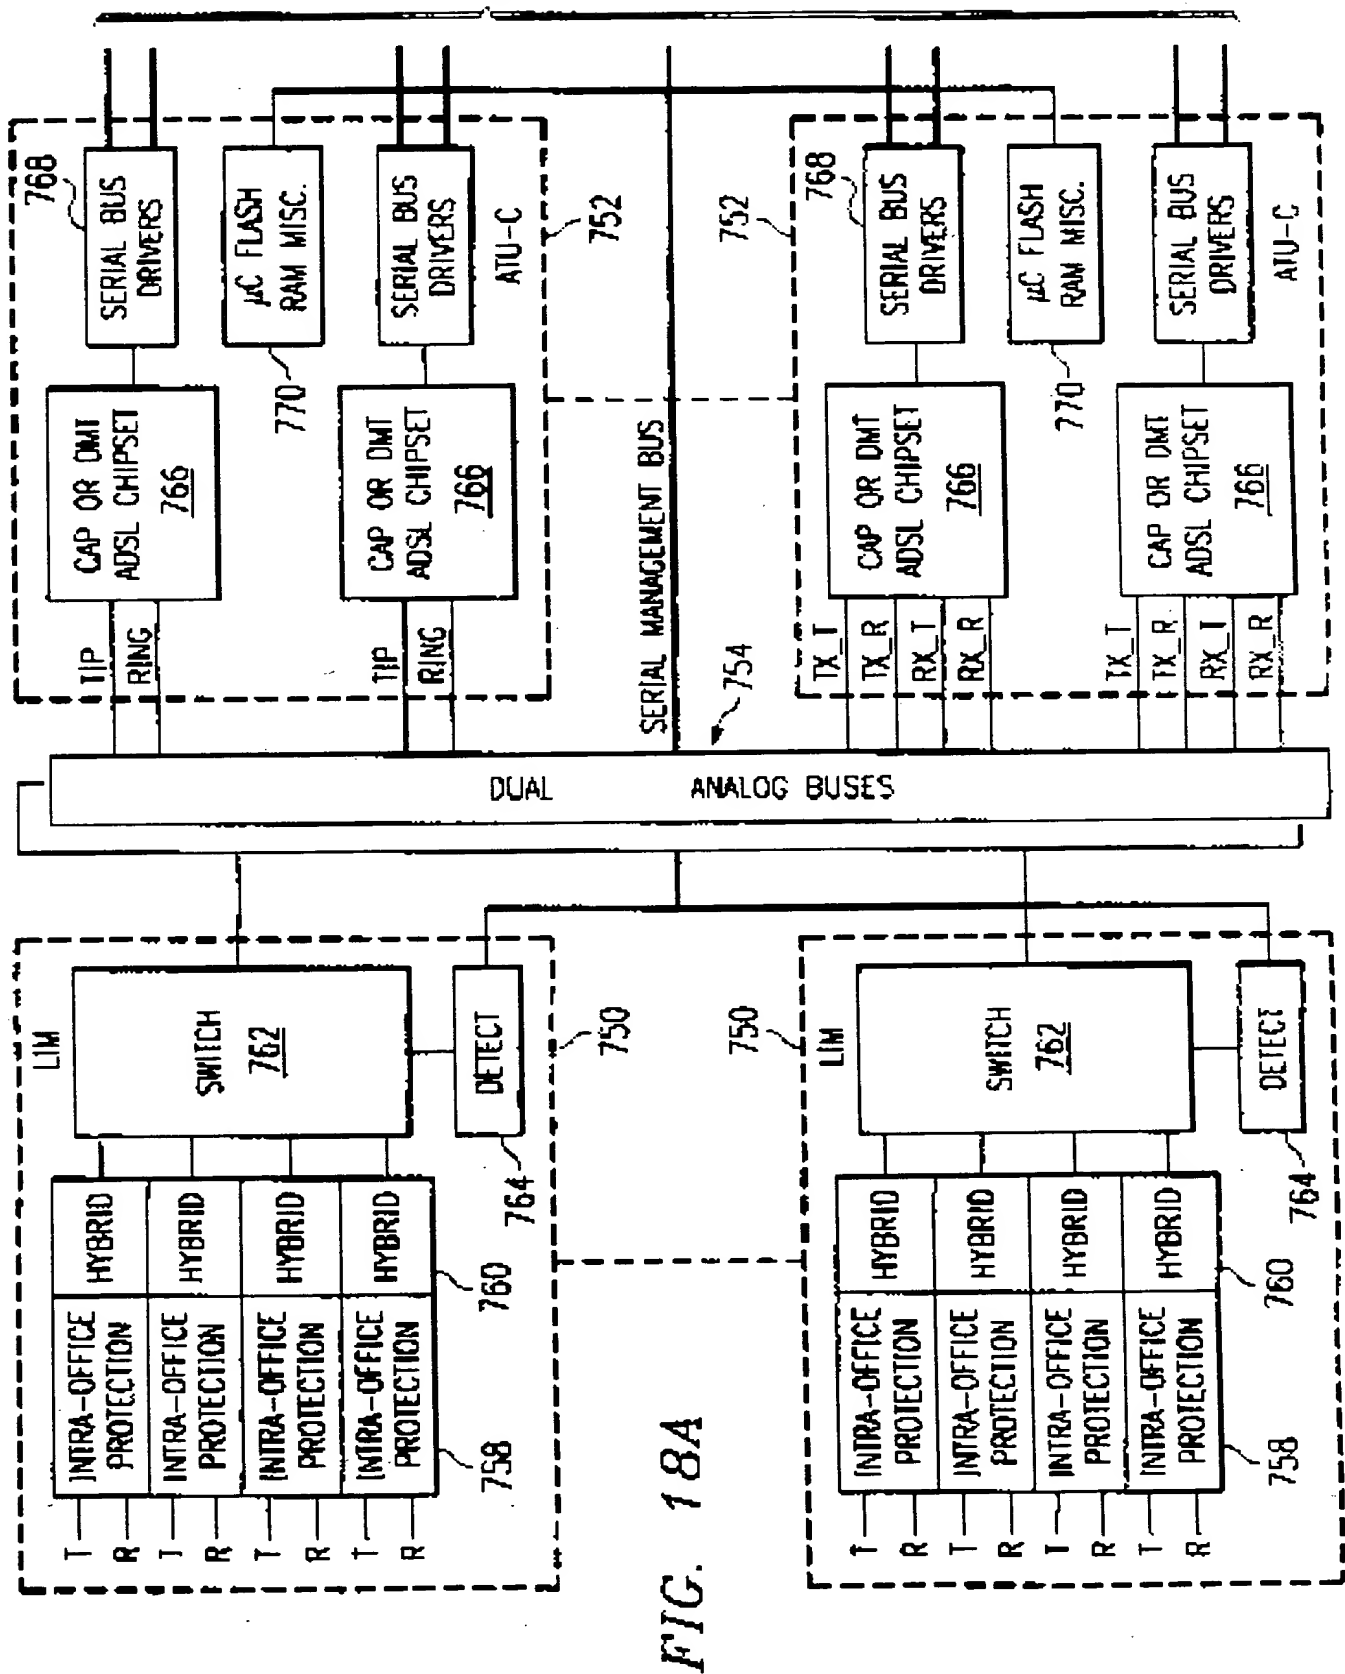 T
R
T
R
T
R
T
R
INTRA-OFFICE
PROTECTION
INTRA-OFFICE
PROTECTION
INTRA-OFFICE
PROTECTION
INTRA-OFFICE
PROTECTION
758
HYBRID
HYBRID
HYBRID
HYBRID
760
LIM
SWITCH
762
DETECT
764
750
T
R
T
R
T
R
T
R
INTRA-OFFICE
PROTECTION
INTRA-OFFICE
PROTECTION
INTRA-OFFICE
PROTECTION
INTRA-OFFICE
PROTECTION
758
HYBRID
HYBRID
HYBRID
HYBRID
760
750
LIM
SWITCH
762
DETECT
764
DUAL ANALOG BUSES
754
SERIAL MANAGEMENT BUS
TIP
RING
CAP OR DMT
ADSL CHIPSET
766
SERIAL BUS
DRIVERS
768
µC FLASH
RAM MISC.
770
TIP
RING
CAP OR DMT
ADSL CHIPSET
766
SERIAL BUS
DRIVERS
ATU-C
752
TX_T
TX_R
RX_T
RX_R
CAP OR DMT
ADSL CHIPSET
766
SERIAL BUS
DRIVERS
768
752
µC FLASH
RAM MISC.
770
TX_T
TX_R
RX_T
RX_R
CAP OR DMT
ADSL CHIPSET
766
SERIAL BUS
DRIVERS
ATU-C
FIG. 18A